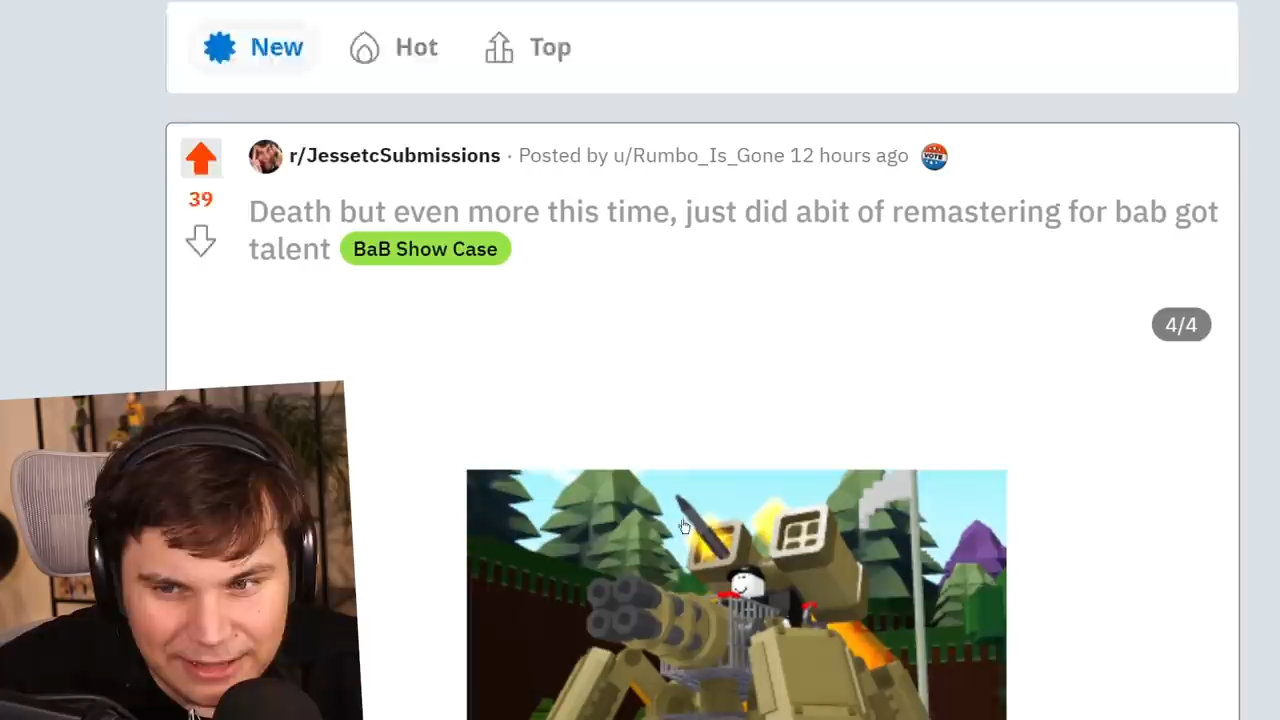 New Hot Top
r/JessetcSubmissions · Posted by u/Rumbo_Is_Gone 12 hours ago VOTE
39
Death but even more this time, just did abit of remastering for bab got
talent BaB Show Case
4/4